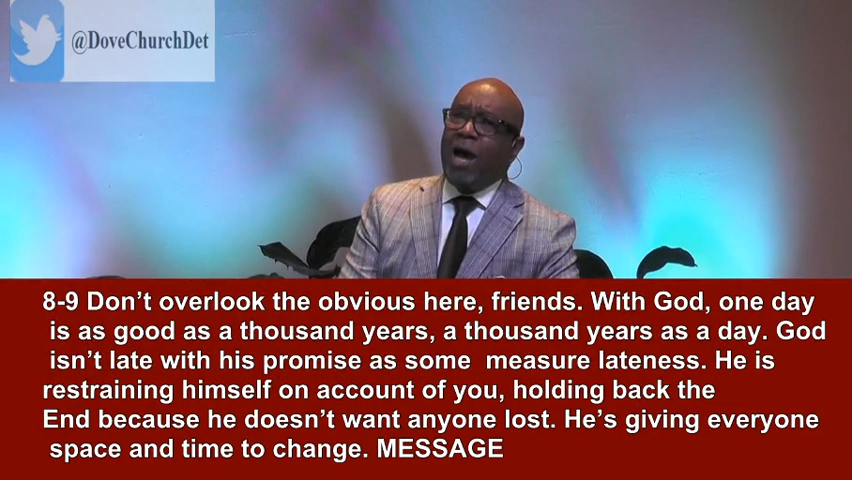 @DoveChurchDet
8-9 Don't overlook the obvious here, friends. With God, one day
is as good as a thousand years, a thousand years as a day. God
isn't late with his promise as some  measure lateness. He is
restraining himself on account of you, holding back the
End because he doesn't want anyone lost. He's giving everyone
space and time to change. MESSAGE